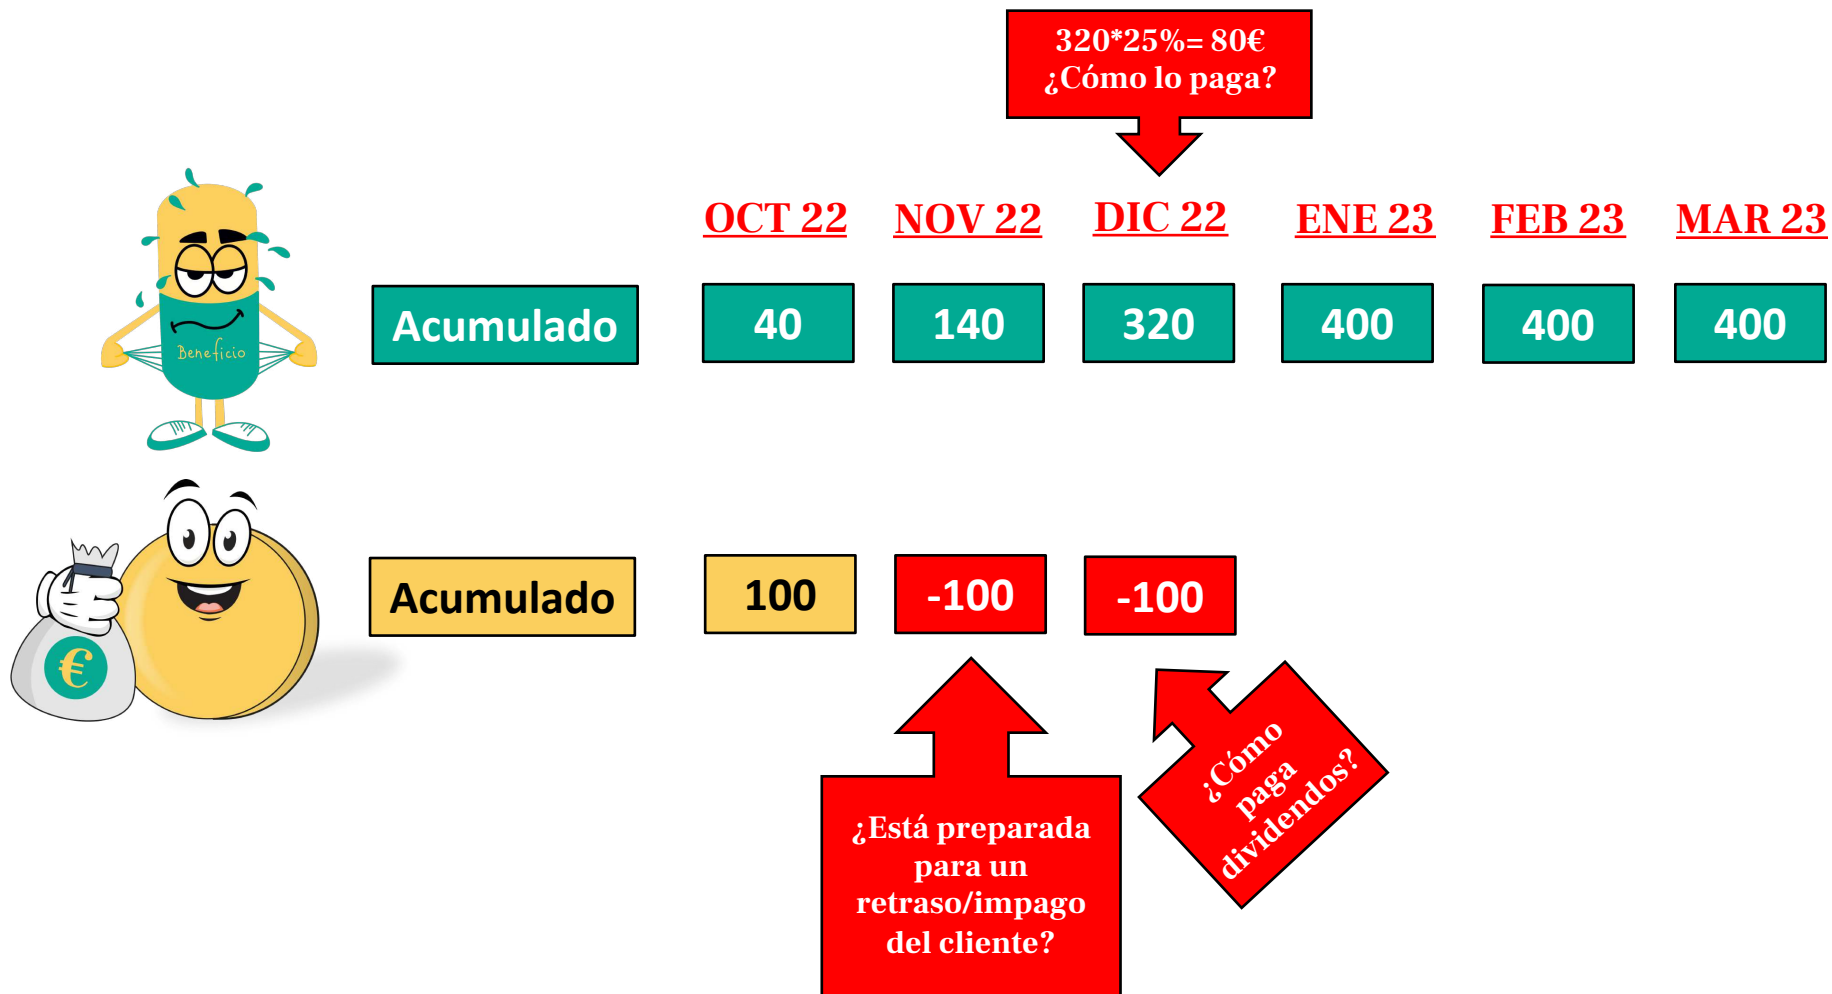 320*25%= 80€
¿Cómo lo paga?
OCT 22 NOV 22 DIC 22 ENE 23 FEB 23 MAR 23
Beneficio
Acumulado 40 140 320 400 400 400
€
Acumulado 100 -100 -100
¿Cómo
paga
dividendos?
¿Está preparada
para un
retraso/impago
del cliente?